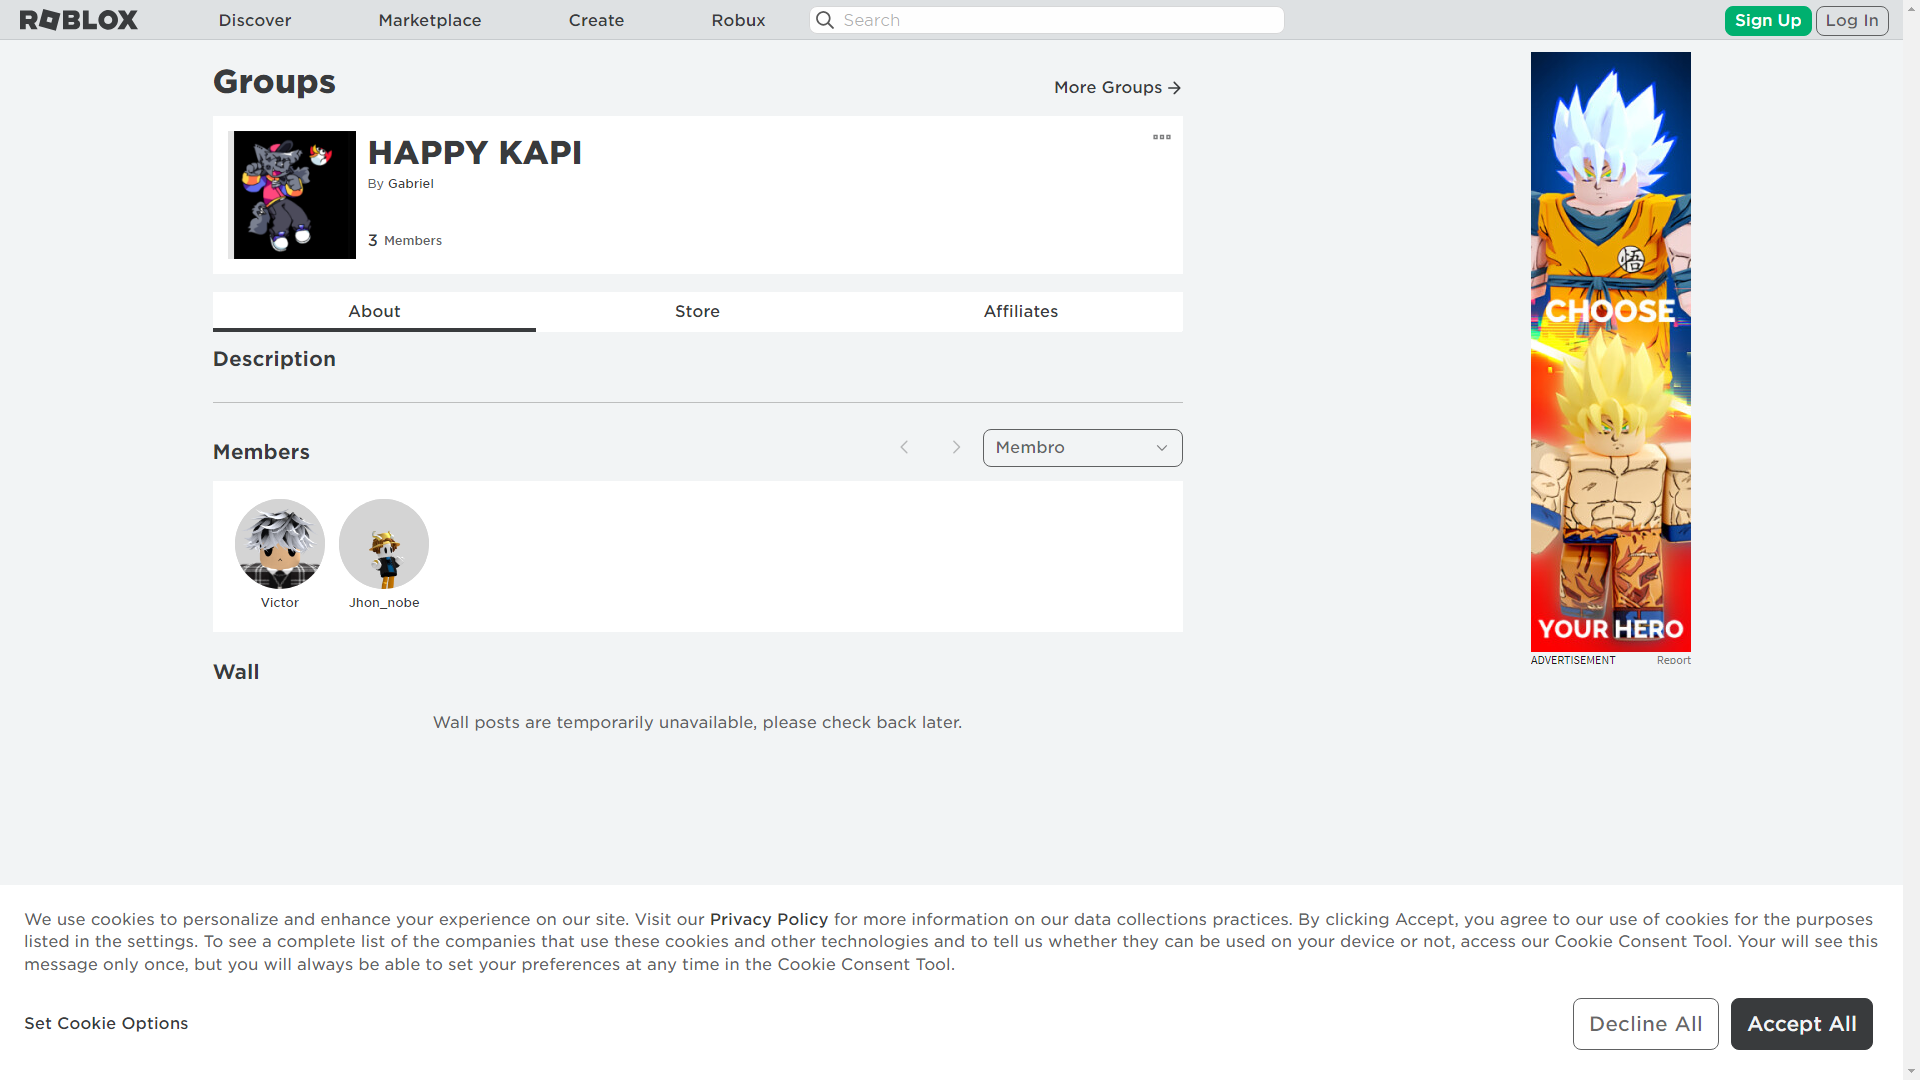 ROBLOX
Discover
Marketplace
Create
Robux
Search
Sign Up
Log In
Groups
More Groups
HAPPY KAPI
By Gabriel
3 Members
About
Store
Affiliates
Description
Members
Membro
Victor
Jhon_nobe
Wall
Wall posts are temporarily unavailable, please check back later.
悟
CHOOSE
YOUR HERO
ADVERTISEMENT
Report
We use cookies to personalize and enhance your experience on our site. Visit our Privacy Policy for more information on our data collections practices. By clicking Accept, you agree to our use of cookies for the purposes
listed in the settings. To see a complete list of the companies that use these cookies and other technologies and to tell us whether they can be used on your device or not, access our Cookie Consent Tool. Your will see this
message only once, but you will always be able to set your preferences at any time in the Cookie Consent Tool.
Set Cookie Options
Decline All
Accept All